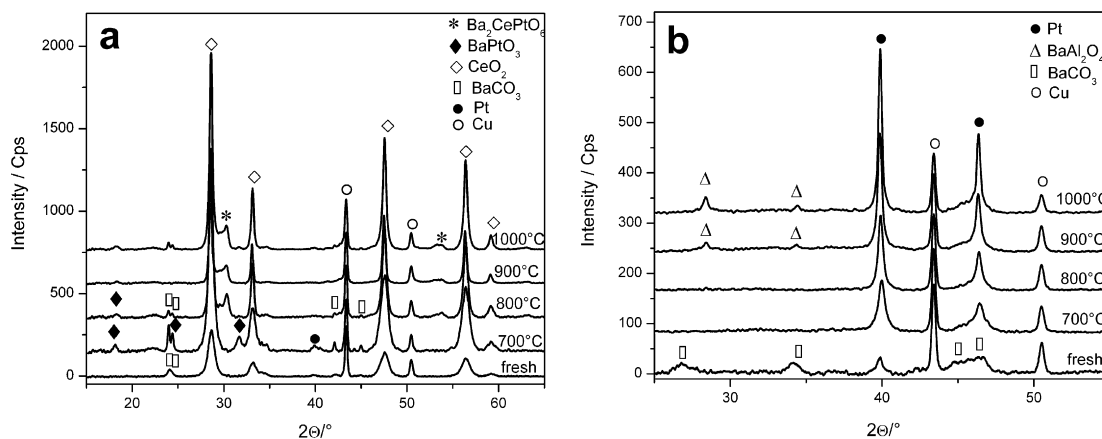 a
* Ba₂CePtO₆
◆ BaPtO₃
◇ CeO₂
▯ BaCO₃
● Pt
○ Cu
2000
1500
1000
500
0
Intensity / Cps
1000°C
900°C
800°C
700°C
fresh
20 30 40 50 60
2Θ/°
b
● Pt
△ BaAl₂O₄
▯ BaCO₃
○ Cu
700
600
500
400
300
200
100
0
Intensity / Cps
1000°C
900°C
800°C
700°C
fresh
30 40 50
2Θ/°